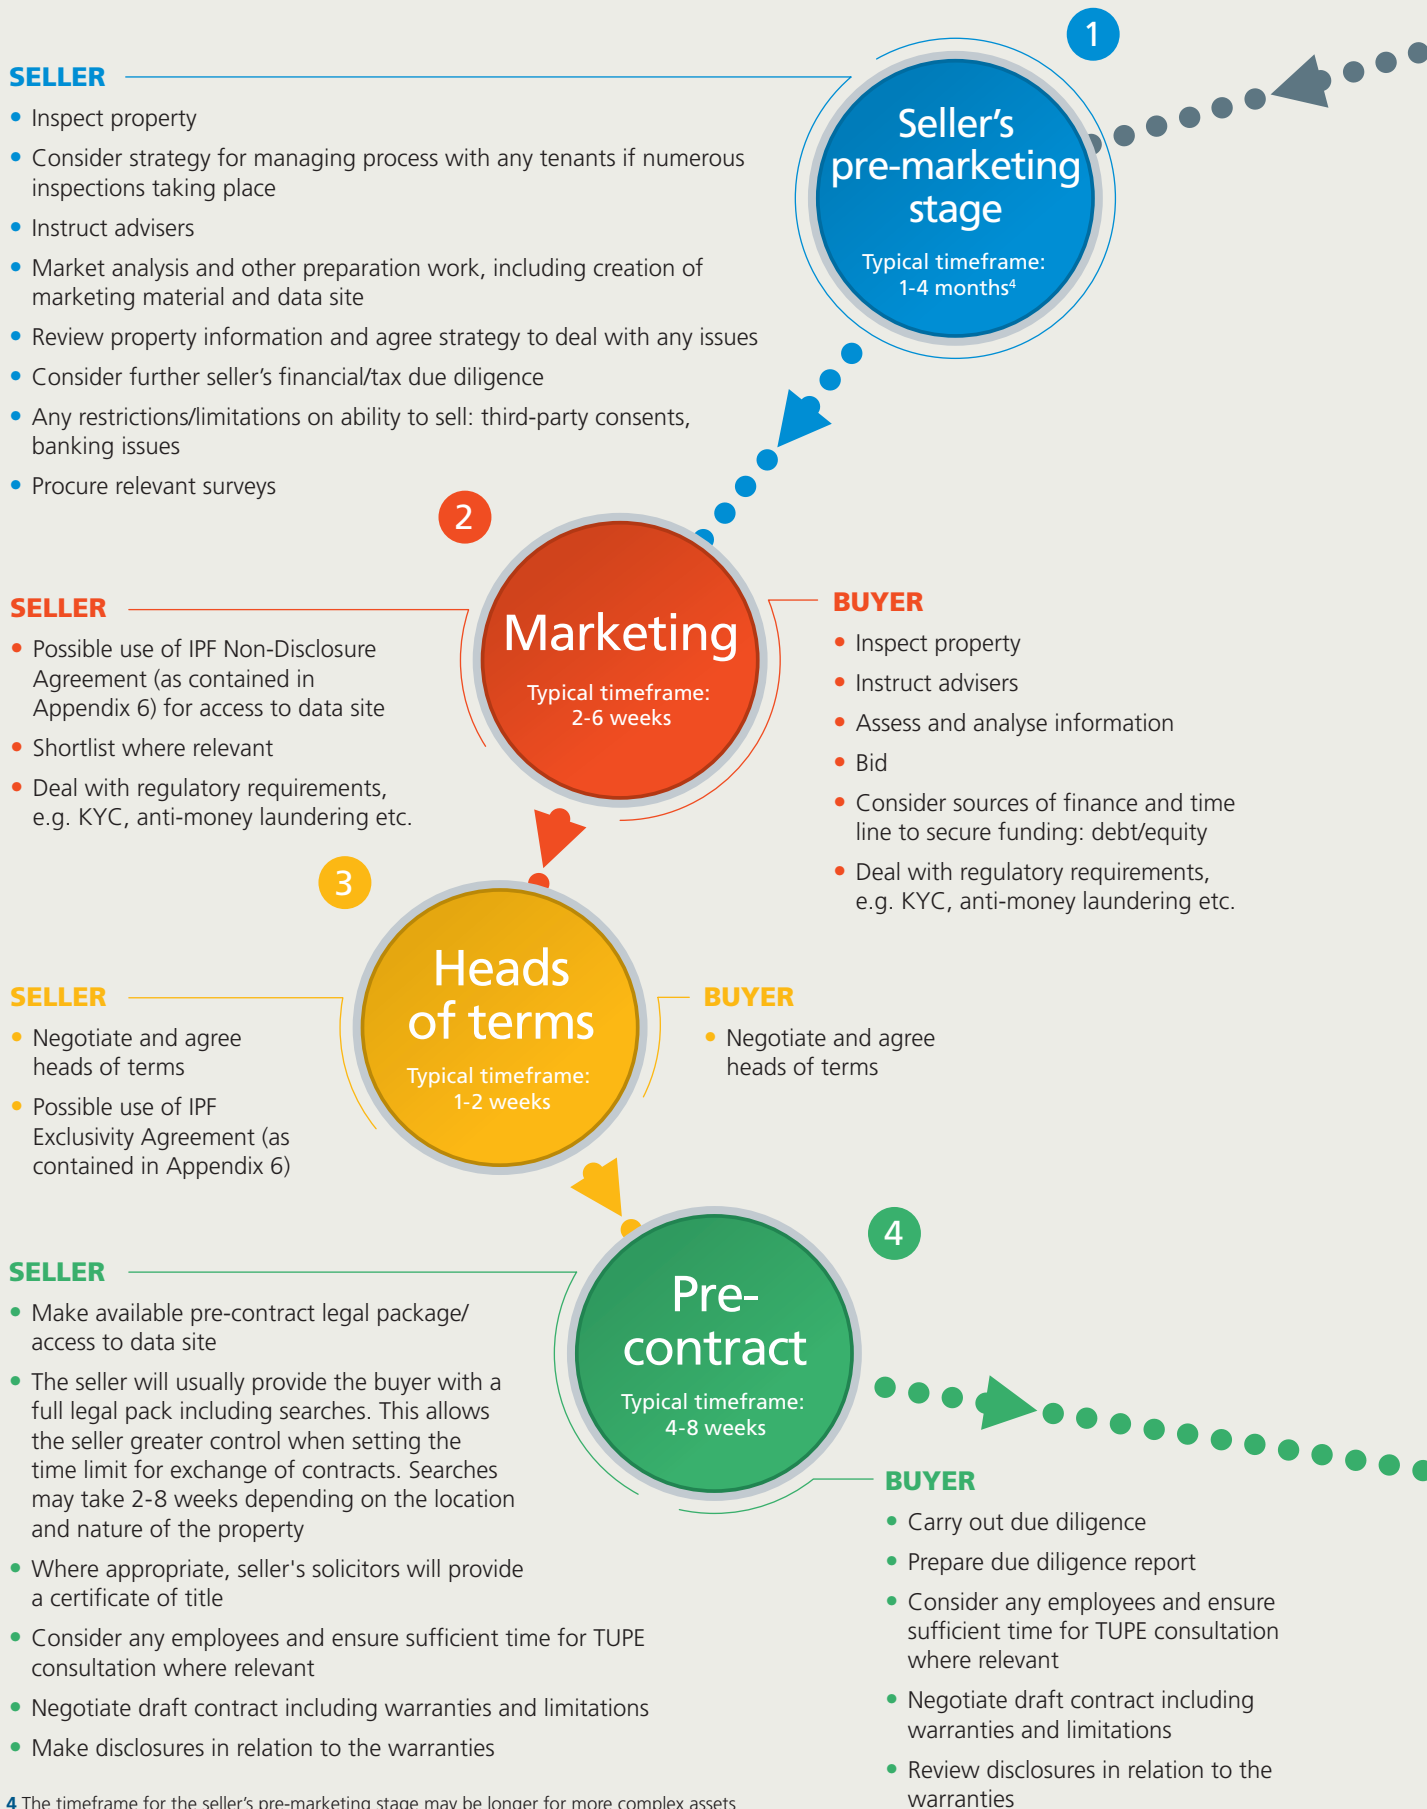 1
SELLER
• Inspect property
• Consider strategy for managing process with any tenants if numerous
inspections taking place
• Instruct advisers
• Market analysis and other preparation work, including creation of
marketing material and data site
• Review property information and agree strategy to deal with any issues
• Consider further seller's financial/tax due diligence
• Any restrictions/limitations on ability to sell: third-party consents,
banking issues
• Procure relevant surveys
Seller's
pre-marketing
stage
Typical timeframe:
1-4 months⁴
2
Marketing
Typical timeframe:
2-6 weeks
SELLER
• Possible use of IPF Non-Disclosure
Agreement (as contained in
Appendix 6) for access to data site
• Shortlist where relevant
• Deal with regulatory requirements,
e.g. KYC, anti-money laundering etc.
BUYER
• Inspect property
• Instruct advisers
• Assess and analyse information
• Bid
• Consider sources of finance and time
line to secure funding: debt/equity
• Deal with regulatory requirements,
e.g. KYC, anti-money laundering etc.
3
Heads
of terms
Typical timeframe:
1-2 weeks
SELLER
• Negotiate and agree
heads of terms
• Possible use of IPF
Exclusivity Agreement (as
contained in Appendix 6)
BUYER
• Negotiate and agree
heads of terms
4
Pre-
contract
Typical timeframe:
4-8 weeks
SELLER
• Make available pre-contract legal package/
access to data site
• The seller will usually provide the buyer with a
full legal pack including searches. This allows
the seller greater control when setting the
time limit for exchange of contracts. Searches
may take 2-8 weeks depending on the location
and nature of the property
• Where appropriate, seller's solicitors will provide
a certificate of title
• Consider any employees and ensure sufficient time for TUPE
consultation where relevant
• Negotiate draft contract including warranties and limitations
• Make disclosures in relation to the warranties
BUYER
• Carry out due diligence
• Prepare due diligence report
• Consider any employees and ensure
sufficient time for TUPE consultation
where relevant
• Negotiate draft contract including
warranties and limitations
• Review disclosures in relation to the
warranties
4 The timeframe for the seller's pre-marketing stage may be longer for more complex assets